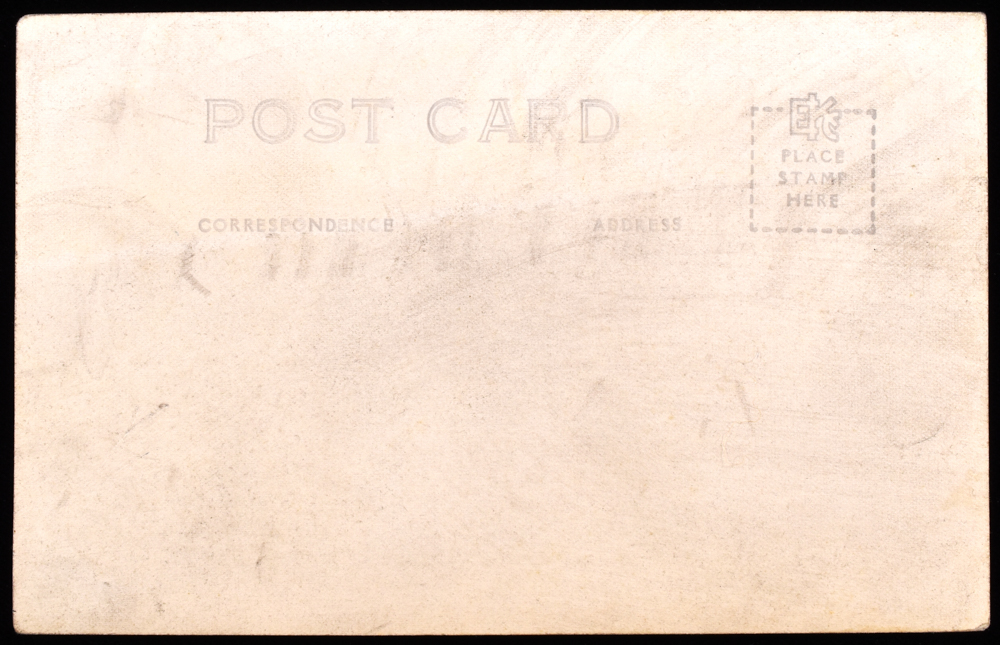 POST CARD
PLACE
STAMP
HERE
CORRESPONDENCE
ADDRESS